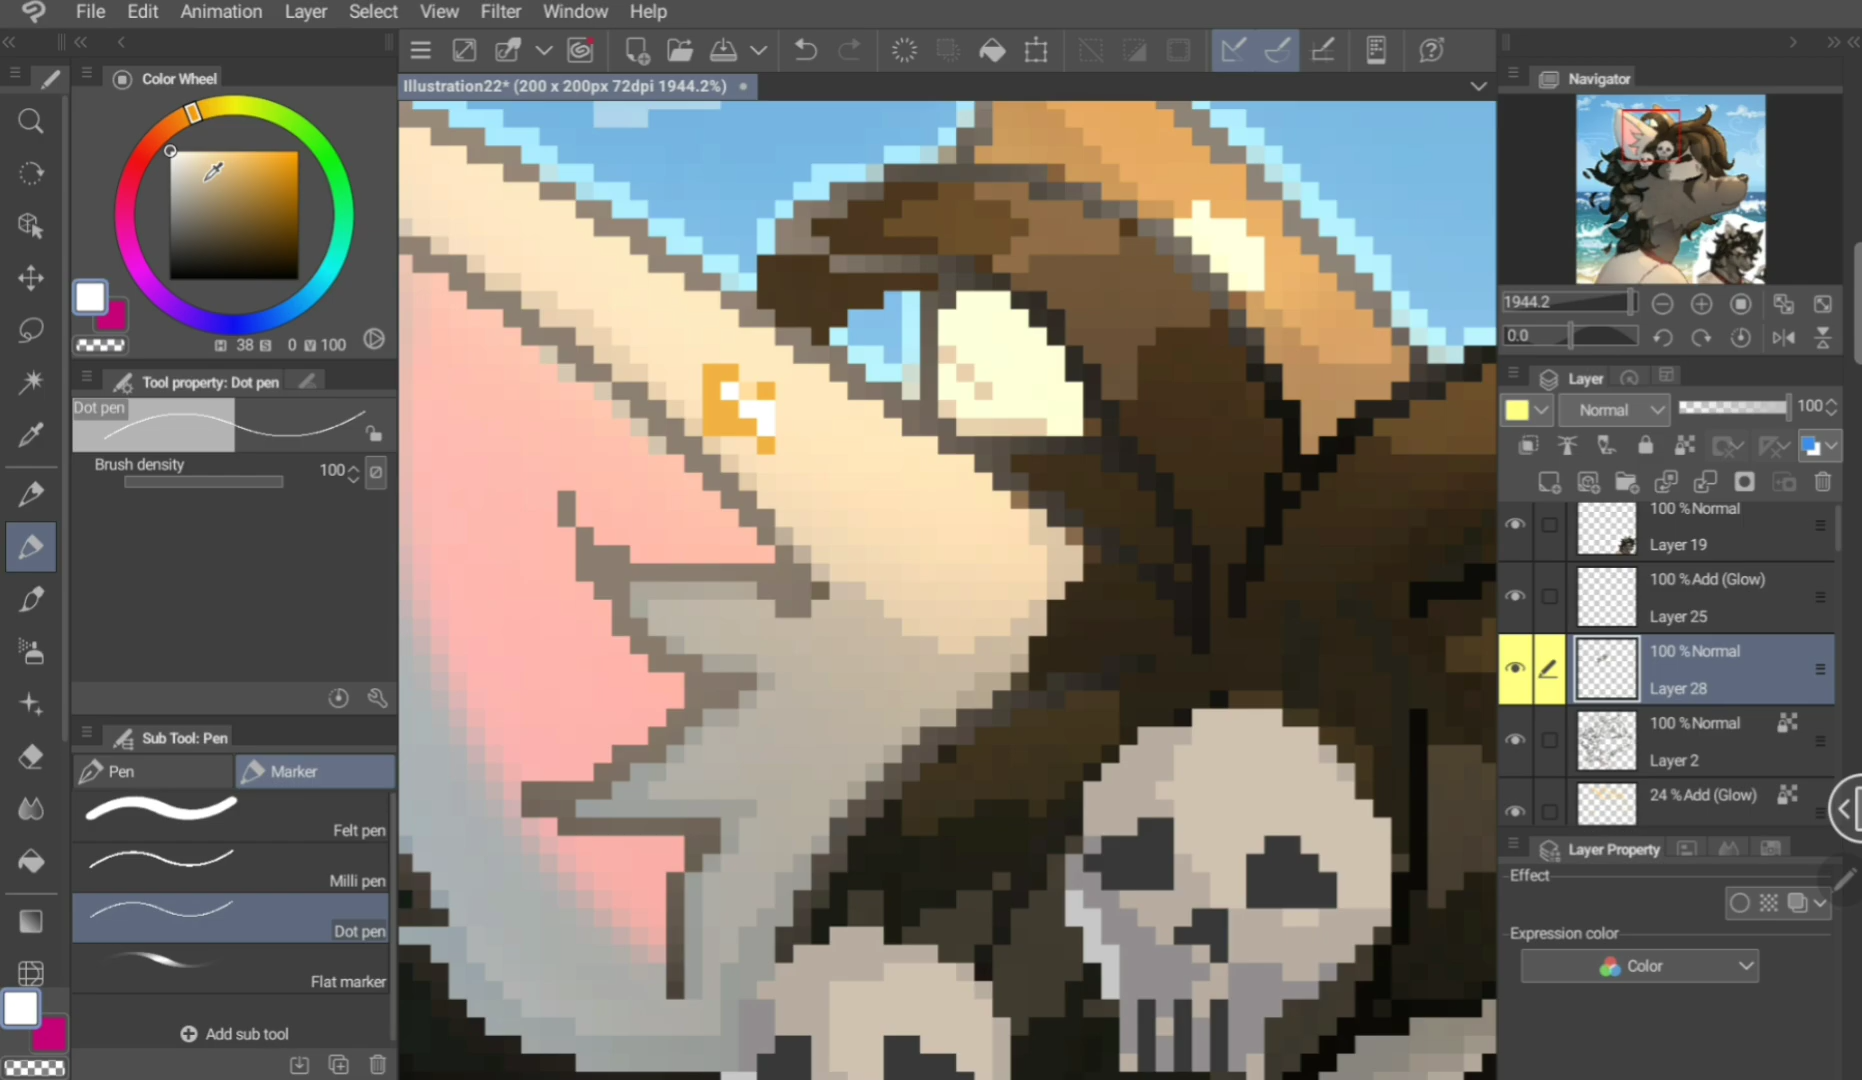 File Edit Animation Layer Select View Filter Window Help
Color Wheel
Illustration22* (200 x 200px 72dpi 1944.2%)
Navigator
H 38 S 0 V 100
1944.2
0.0
Tool property: Dot pen
Dot pen
Brush density 100
Layer
Normal 100
100 %Normal
Layer 19
100 %Add (Glow)
Layer 25
100 %Normal
Layer 28
100 %Normal
Layer 2
24 %Add (Glow)
Sub Tool: Pen
Pen Marker
Felt pen
Milli pen
Dot pen
Flat marker
Add sub tool
Layer Property
Effect
Expression color
Color